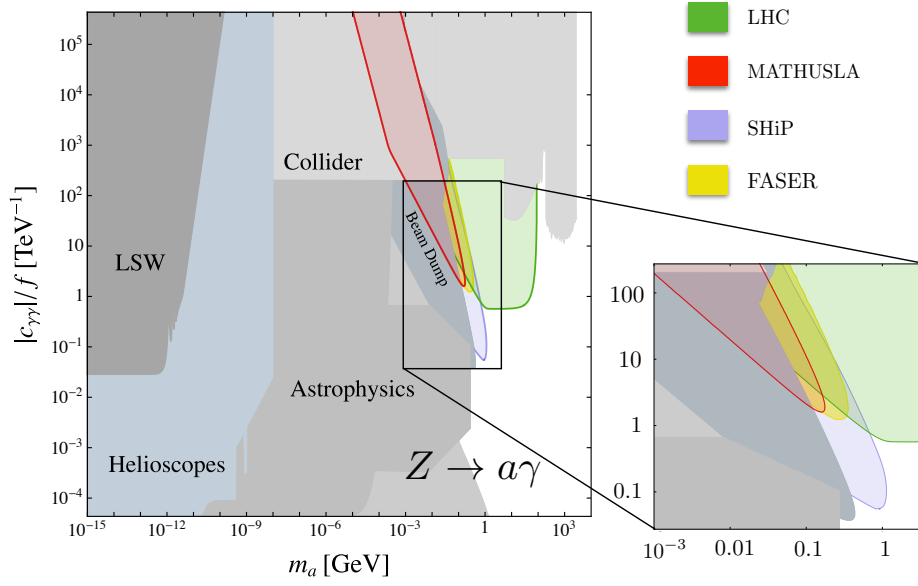 LHC
MATHUSLA
SHiP
FASER
|c_{γγ}|/f [TeV^{-1}]
10^5
10^4
10^3
10^2
10
1
10^{-1}
10^{-2}
10^{-3}
10^{-4}
Collider
LSW
Beam Dump
Astrophysics
Helioscopes
Z → aγ
10^{-15} 10^{-12} 10^{-9} 10^{-6} 10^{-3} 1 10^3
m_a [GeV]
100
10
1
0.1
10^{-3} 0.01 0.1 1